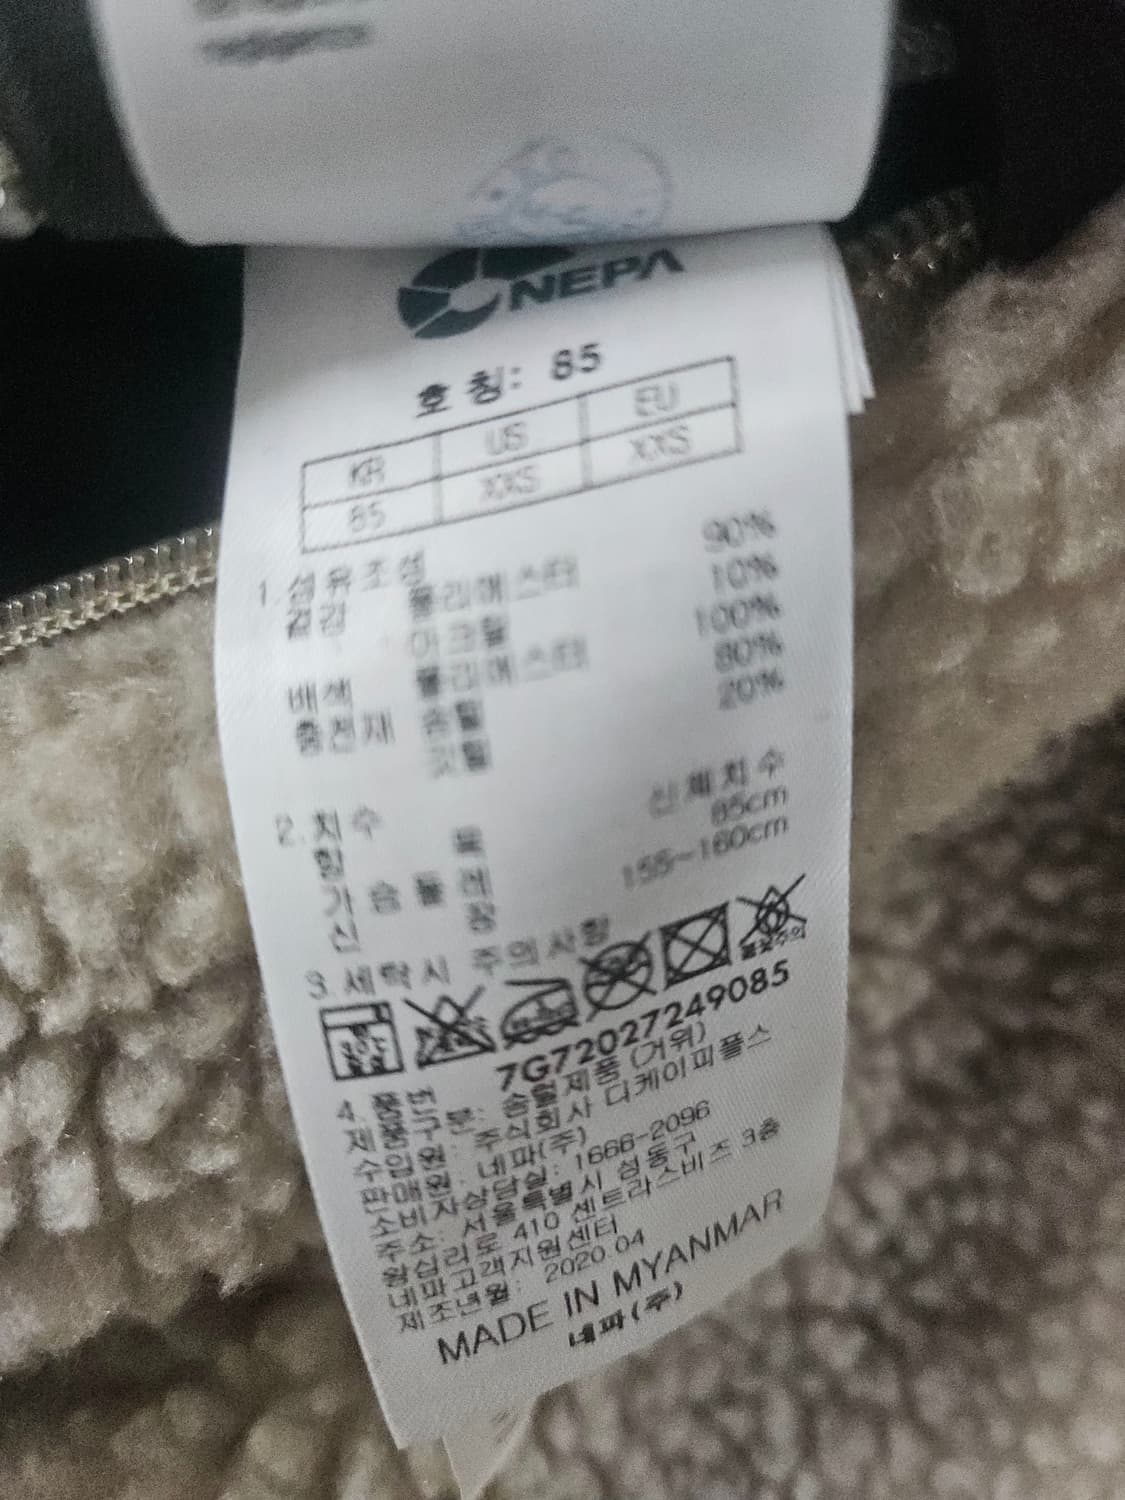 NEPA
호 칭: 85
KR US EU
85 XXS XXS
1.섬유조성
겉감 폴리에스터 90%
아크릴 10%
배색 폴리에스터 100%
충전재 솜털 80%
깃털 20%
2.치수 신체치수
항 목
가슴둘레 85cm
신 장 155~160cm
3.세탁시 주의사항
불꽃주의
4.품번 7G72027249085
제품구분: 솜털제품(거위)
수입원: 주식회사 디케이피플스
판매원: 네파(주)
소비자상담실: 1666-2096
주소: 서울특별시 성동구
왕십리로 410 센트라스비즈 3층
네파고객지원센터
제조년월: 2020.04
MADE IN MYANMAR
네파(주)